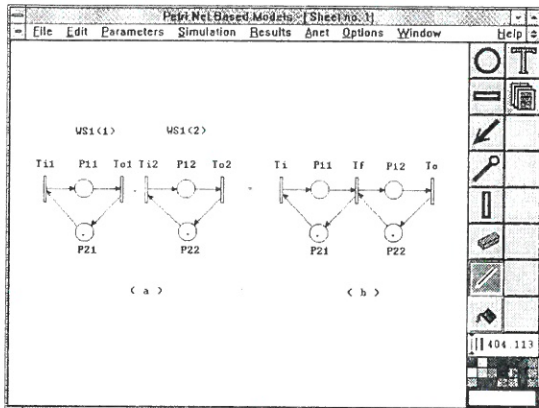 Petri Net Based Models - [Sheet no. 1]
File Edit Parameters Simulation Results Anet Options Window Help
T
WS1(1) WS1(2)
Ti1 P11 To1 Ti2 P12 To2 Ti P11 Tf P12 To
P21 P22 P21 P22
( a ) ( b )
404 113